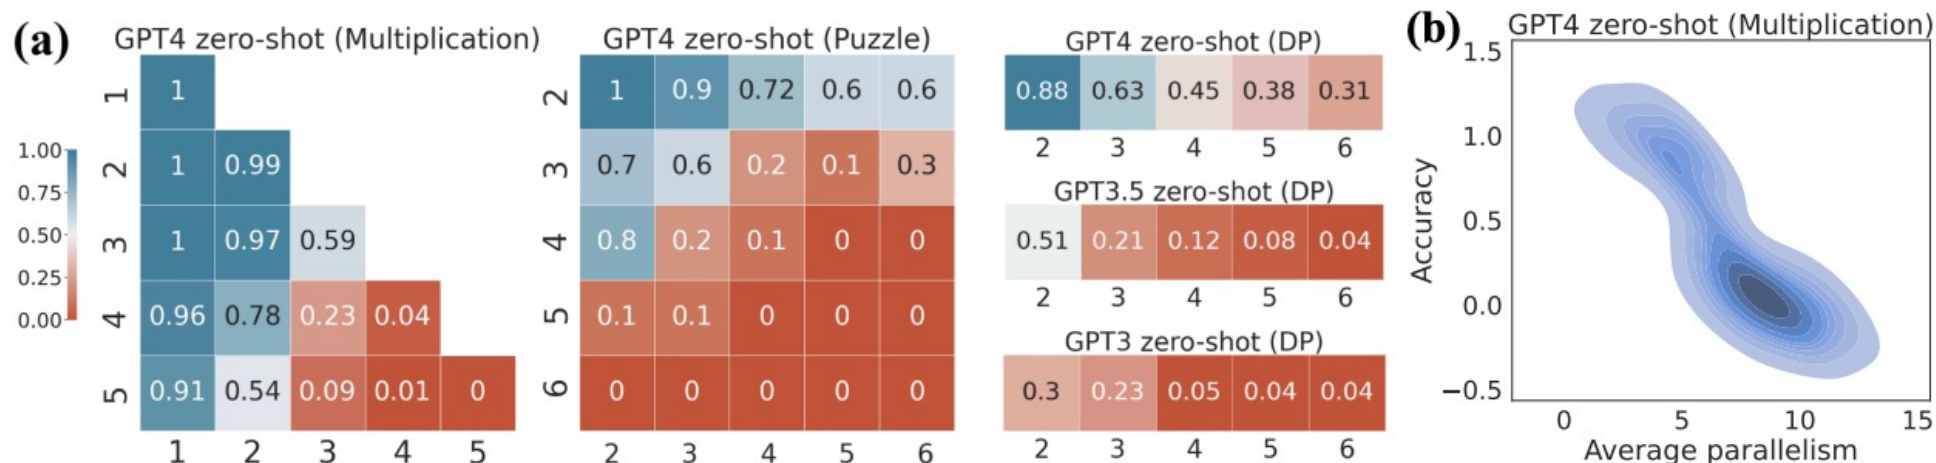 (a)
GPT4 zero-shot (Multiplication)
1.00
0.75
0.50
0.25
0.00
1 1
2 1 0.99
3 1 0.97 0.59
4 0.96 0.78 0.23 0.04
5 0.91 0.54 0.09 0.01 0
1 2 3 4 5
GPT4 zero-shot (Puzzle)
2 1 0.9 0.72 0.6 0.6
3 0.7 0.6 0.2 0.1 0.3
4 0.8 0.2 0.1 0 0
5 0.1 0.1 0 0 0
6 0 0 0 0 0
2 3 4 5 6
GPT4 zero-shot (DP)
0.88 0.63 0.45 0.38 0.31
2 3 4 5 6
GPT3.5 zero-shot (DP)
0.51 0.21 0.12 0.08 0.04
2 3 4 5 6
GPT3 zero-shot (DP)
0.3 0.23 0.05 0.04 0.04
2 3 4 5 6
(b)
GPT4 zero-shot (Multiplication)
Accuracy
1.5
1.0
0.5
0.0
−0.5
0 5 10 15
Average parallelism